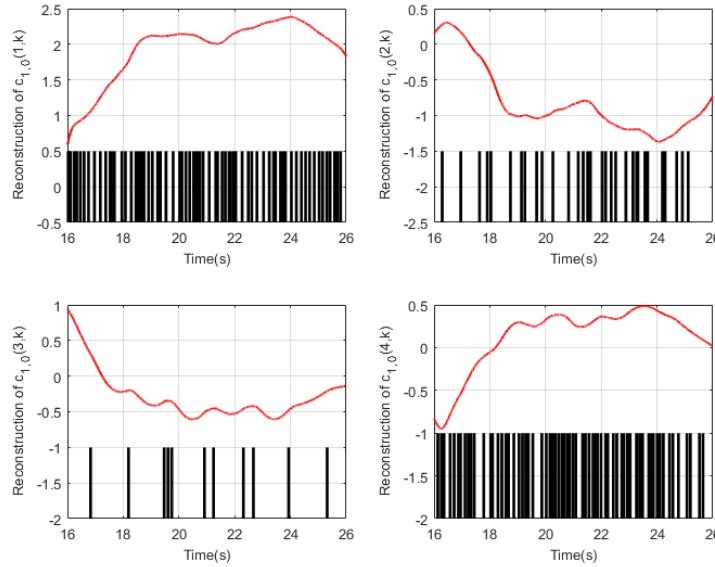 Reconstruction of c1,0(1,k)
2.5
2
1.5
1
0.5
0
-0.5
16 18 20 22 24 26
Time(s)
Reconstruction of c1,0(2,k)
0.5
0
-0.5
-1
-1.5
-2
-2.5
16 18 20 22 24 26
Time(s)
Reconstruction of c1,0(3,k)
1
0.5
0
-0.5
-1
-1.5
-2
16 18 20 22 24 26
Time(s)
Reconstruction of c1,0(4,k)
0.5
0
-0.5
-1
-1.5
-2
16 18 20 22 24 26
Time(s)